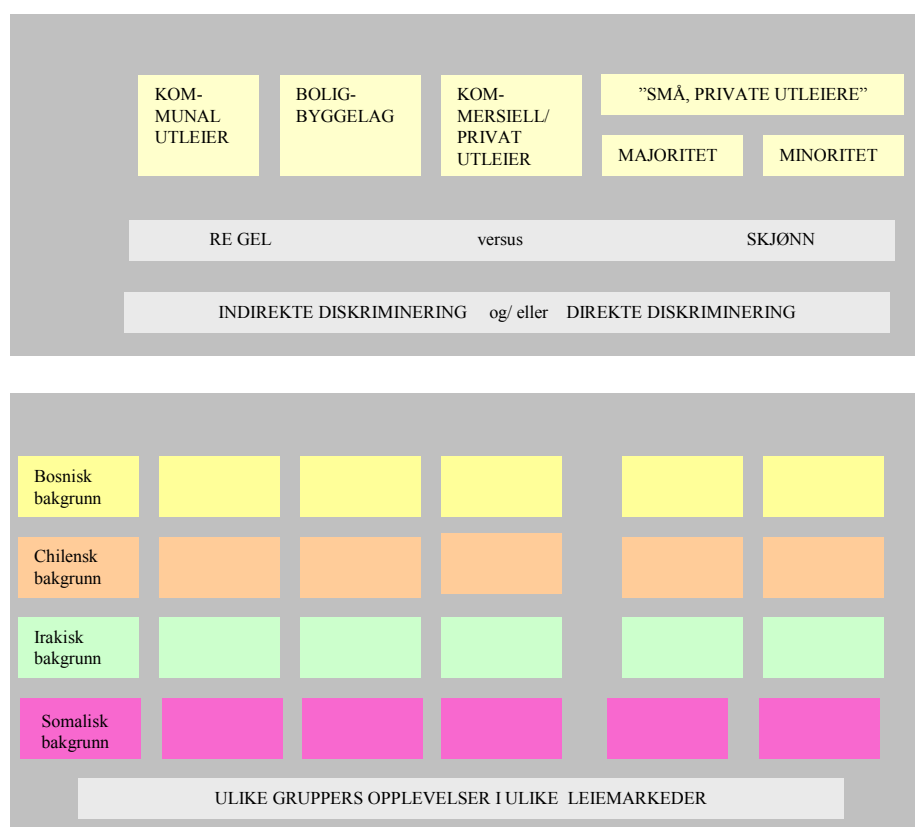 KOM-
MUNAL
UTLEIER
BOLIG-
BYGGELAG
KOM-
MERSIELL/
PRIVAT
UTLEIER
”SMÅ, PRIVATE UTLEIERE”
MAJORITET
MINORITET
RE GEL versus SKJØNN
INDIREKTE DISKRIMINERING og/ eller DIREKTE DISKRIMINERING
Bosnisk
bakgrunn
Chilensk
bakgrunn
Irakisk
bakgrunn
Somalisk
bakgrunn
ULIKE GRUPPERS OPPLEVELSER I ULIKE LEIEMARKEDER